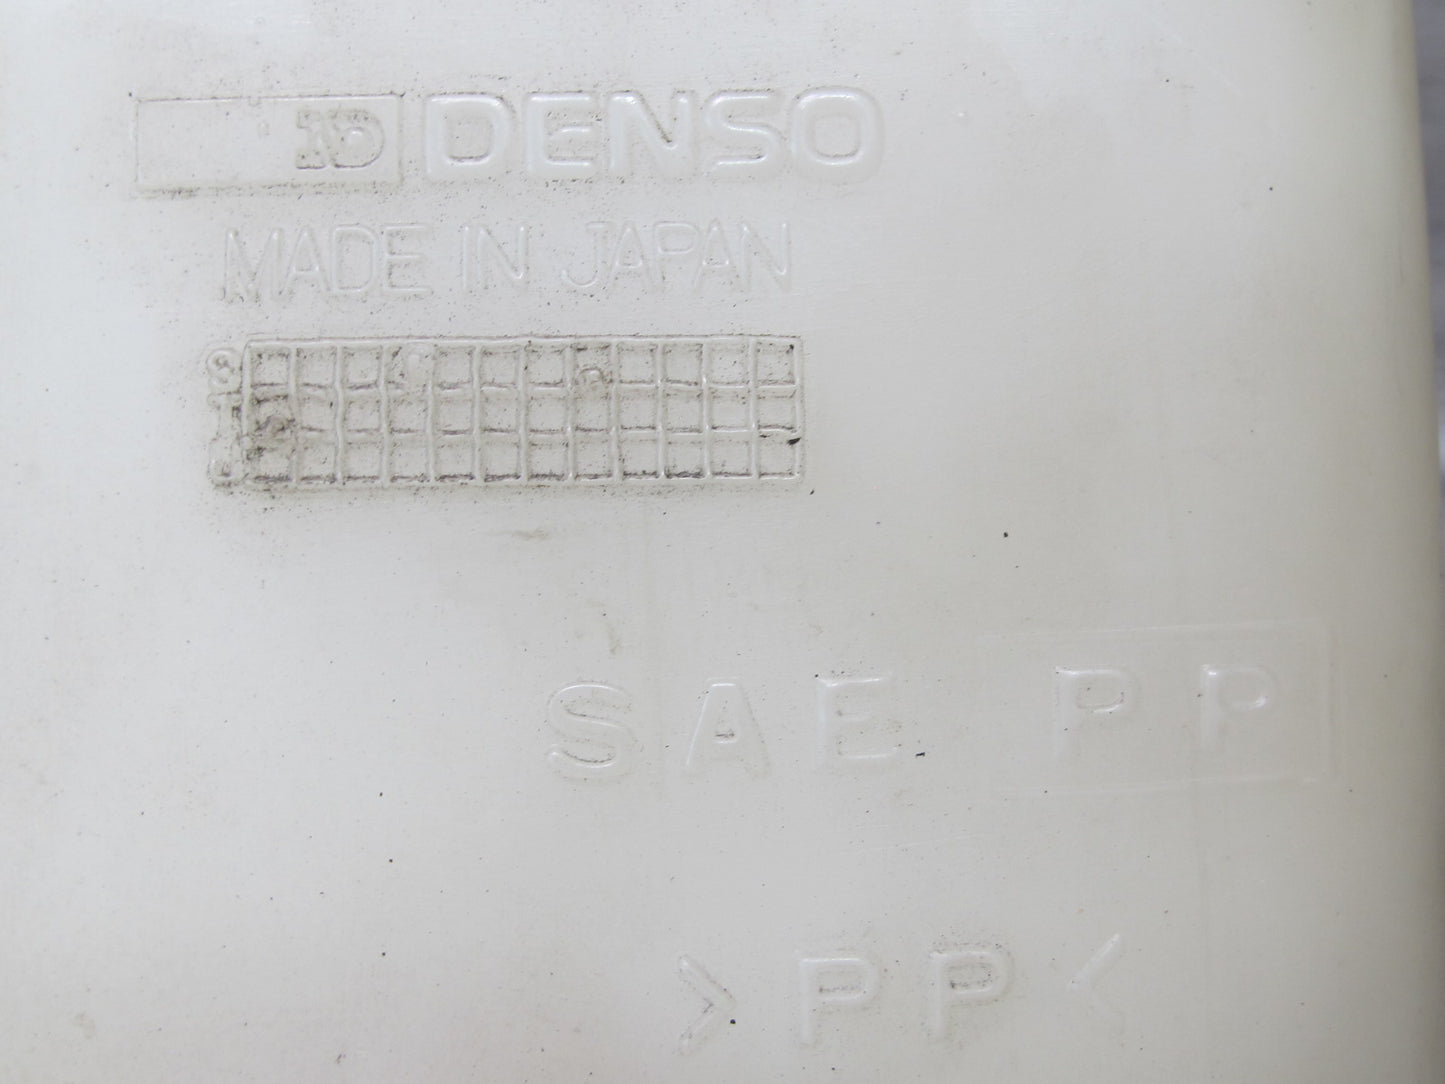 DENSO
MADE IN JAPAN
SAE PP
>PP<